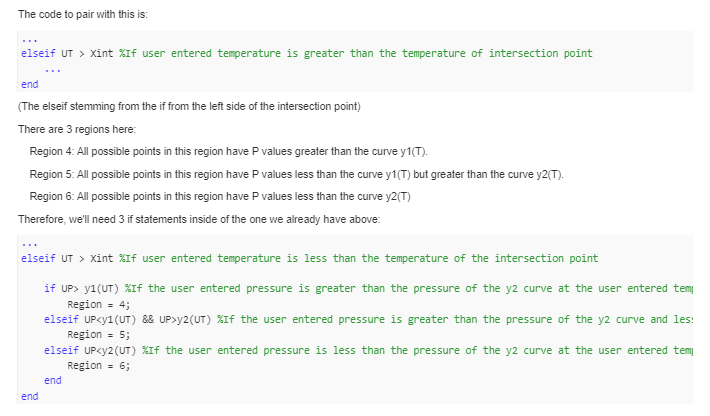 The code to pair with this is:
...
elseif UT > Xint %If user entered temperature is greater than the temperature of intersection point
...
end
(The elseif stemming from the if from the left side of the intersection point)
There are 3 regions here:
Region 4: All possible points in this region have P values greater than the curve y1(T).
Region 5: All possible points in this region have P values less than the curve y1(T) but greater than the curve y2(T).
Region 6: All possible points in this region have P values less than the curve y2(T)
Therefore, we'll need 3 if statements inside of the one we already have above:
...
elseif UT > Xint %If user entered temperature is less than the temperature of the intersection point
if UP> y1(UT) %If the user entered pressure is greater than the pressure of the y2 curve at the user entered
Region = 4;
elseif UP<y1(UT) && UP>y2(UT) %If the user entered pressure is greater than the pressure of the y2 curve and
Region = 5;
elseif UP<y2(UT) %If the user entered pressure is less than the pressure of the y2 curve at the user entered
Region = 6;
end
end